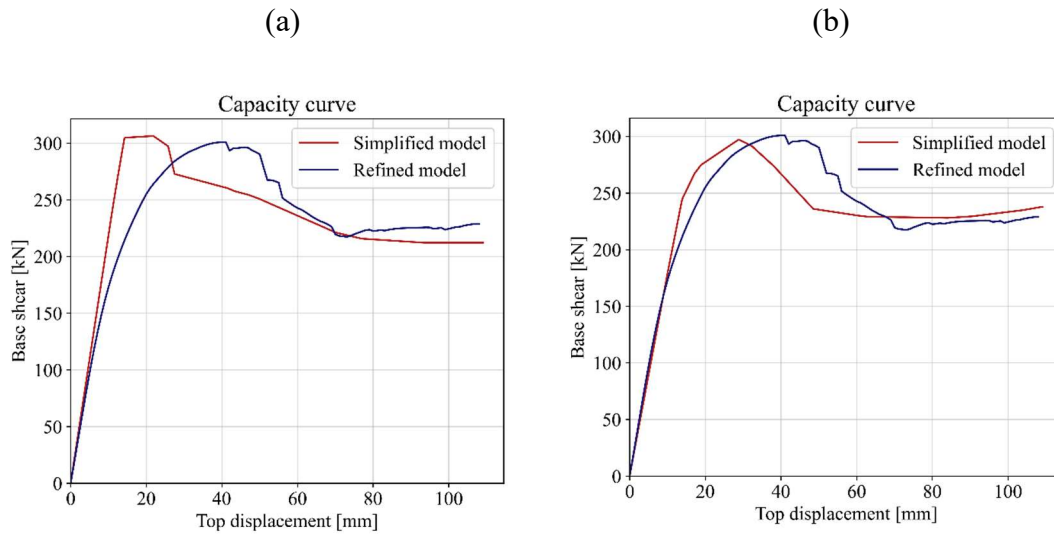 (a)
Capacity curve
Simplified model
Refined model
300
250
200
150
100
50
0
0 20 40 60 80 100
Base shear [kN]
Top displacement [mm]
(b)
Capacity curve
Simplified model
Refined model
300
250
200
150
100
50
0
0 20 40 60 80 100
Base shear [kN]
Top displacement [mm]